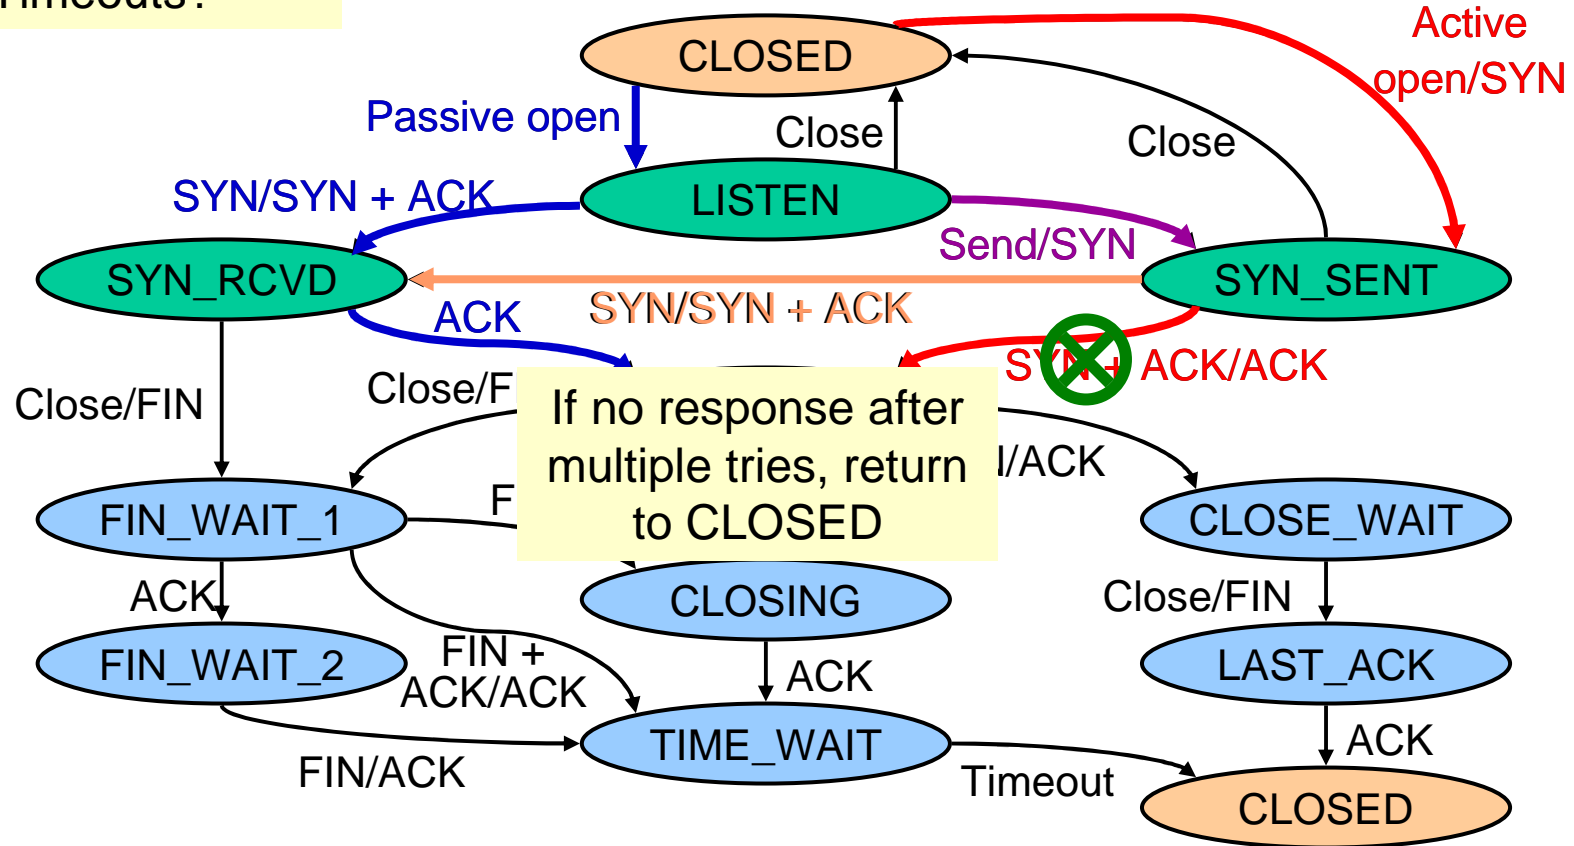 Timeouts?
CLOSED
Active
open/SYN
Passive open
Close
Close
SYN/SYN + ACK
LISTEN
Send/SYN
SYN_RCVD
SYN_SENT
SYN/SYN + ACK
ACK
SYN + ACK/ACK
Close/FIN
Close/F
If no response after
multiple tries, return
to CLOSED
/ACK
F
FIN_WAIT_1
CLOSE_WAIT
ACK
CLOSING
Close/FIN
FIN_WAIT_2
FIN +
ACK/ACK
ACK
LAST_ACK
FIN/ACK
TIME_WAIT
Timeout
ACK
CLOSED